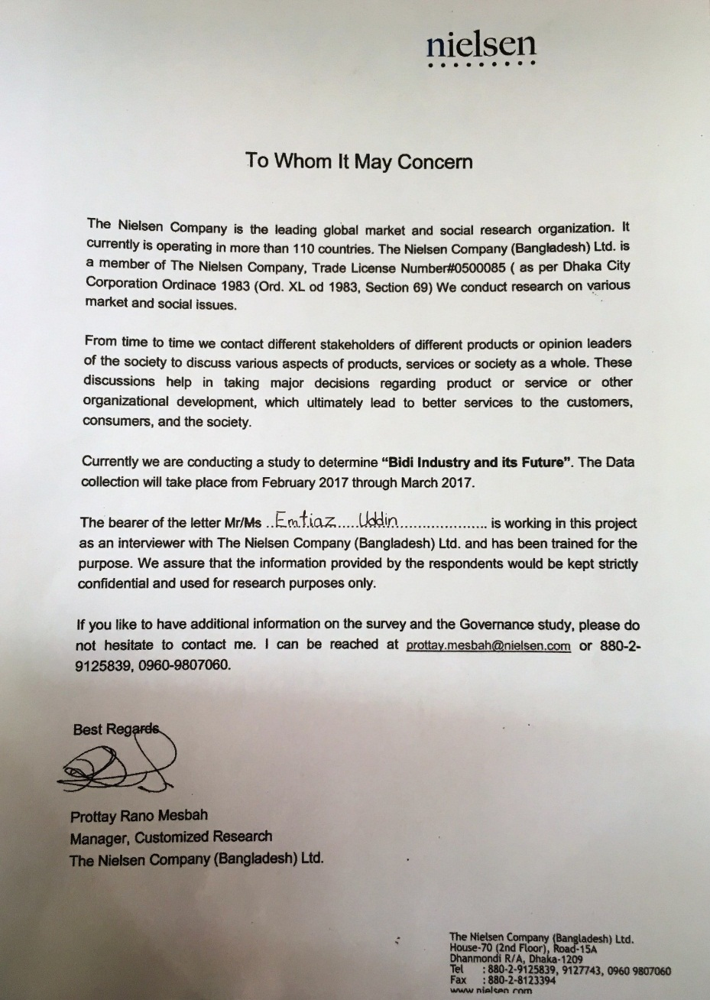 nielsen
To Whom It May Concern
The Nielsen Company is the leading global market and social research organization. It
currently is operating in more than 110 countries. The Nielsen Company (Bangladesh) Ltd. is
a member of The Nielsen Company, Trade License Number#0500085 ( as per Dhaka City
Corporation Ordinace 1983 (Ord. XL od 1983, Section 69) We conduct research on various
market and social issues.
From time to time we contact different stakeholders of different products or opinion leaders
of the society to discuss various aspects of products, services or society as a whole. These
discussions help in taking major decisions regarding product or service or other
organizational development, which ultimately lead to better services to the customers,
consumers, and the society.
Currently we are conducting a study to determine “Bidi Industry and its Future”. The Data
collection will take place from February 2017 through March 2017.
The bearer of the letter Mr/Ms ..Emtiaz.....Uddin...................... is working in this project
as an interviewer with The Nielsen Company (Bangladesh) Ltd. and has been trained for the
purpose. We assure that the information provided by the respondents would be kept strictly
confidential and used for research purposes only.
If you like to have additional information on the survey and the Governance study, please do
not hesitate to contact me. I can be reached at prottay.mesbah@nielsen.com or 880-2-
9125839, 0960-9807060.
Best Regards
Prottay Rano Mesbah
Manager, Customized Research
The Nielsen Company (Bangladesh) Ltd.
The Nielsen Company (Bangladesh) Ltd.
House-70 (2nd Floor), Road-15A
Dhanmondi R/A, Dhaka-1209
Tel : 880-2-9125839, 9127743, 0960 9807060
Fax : 880-2-8123394
www.nielsen.com